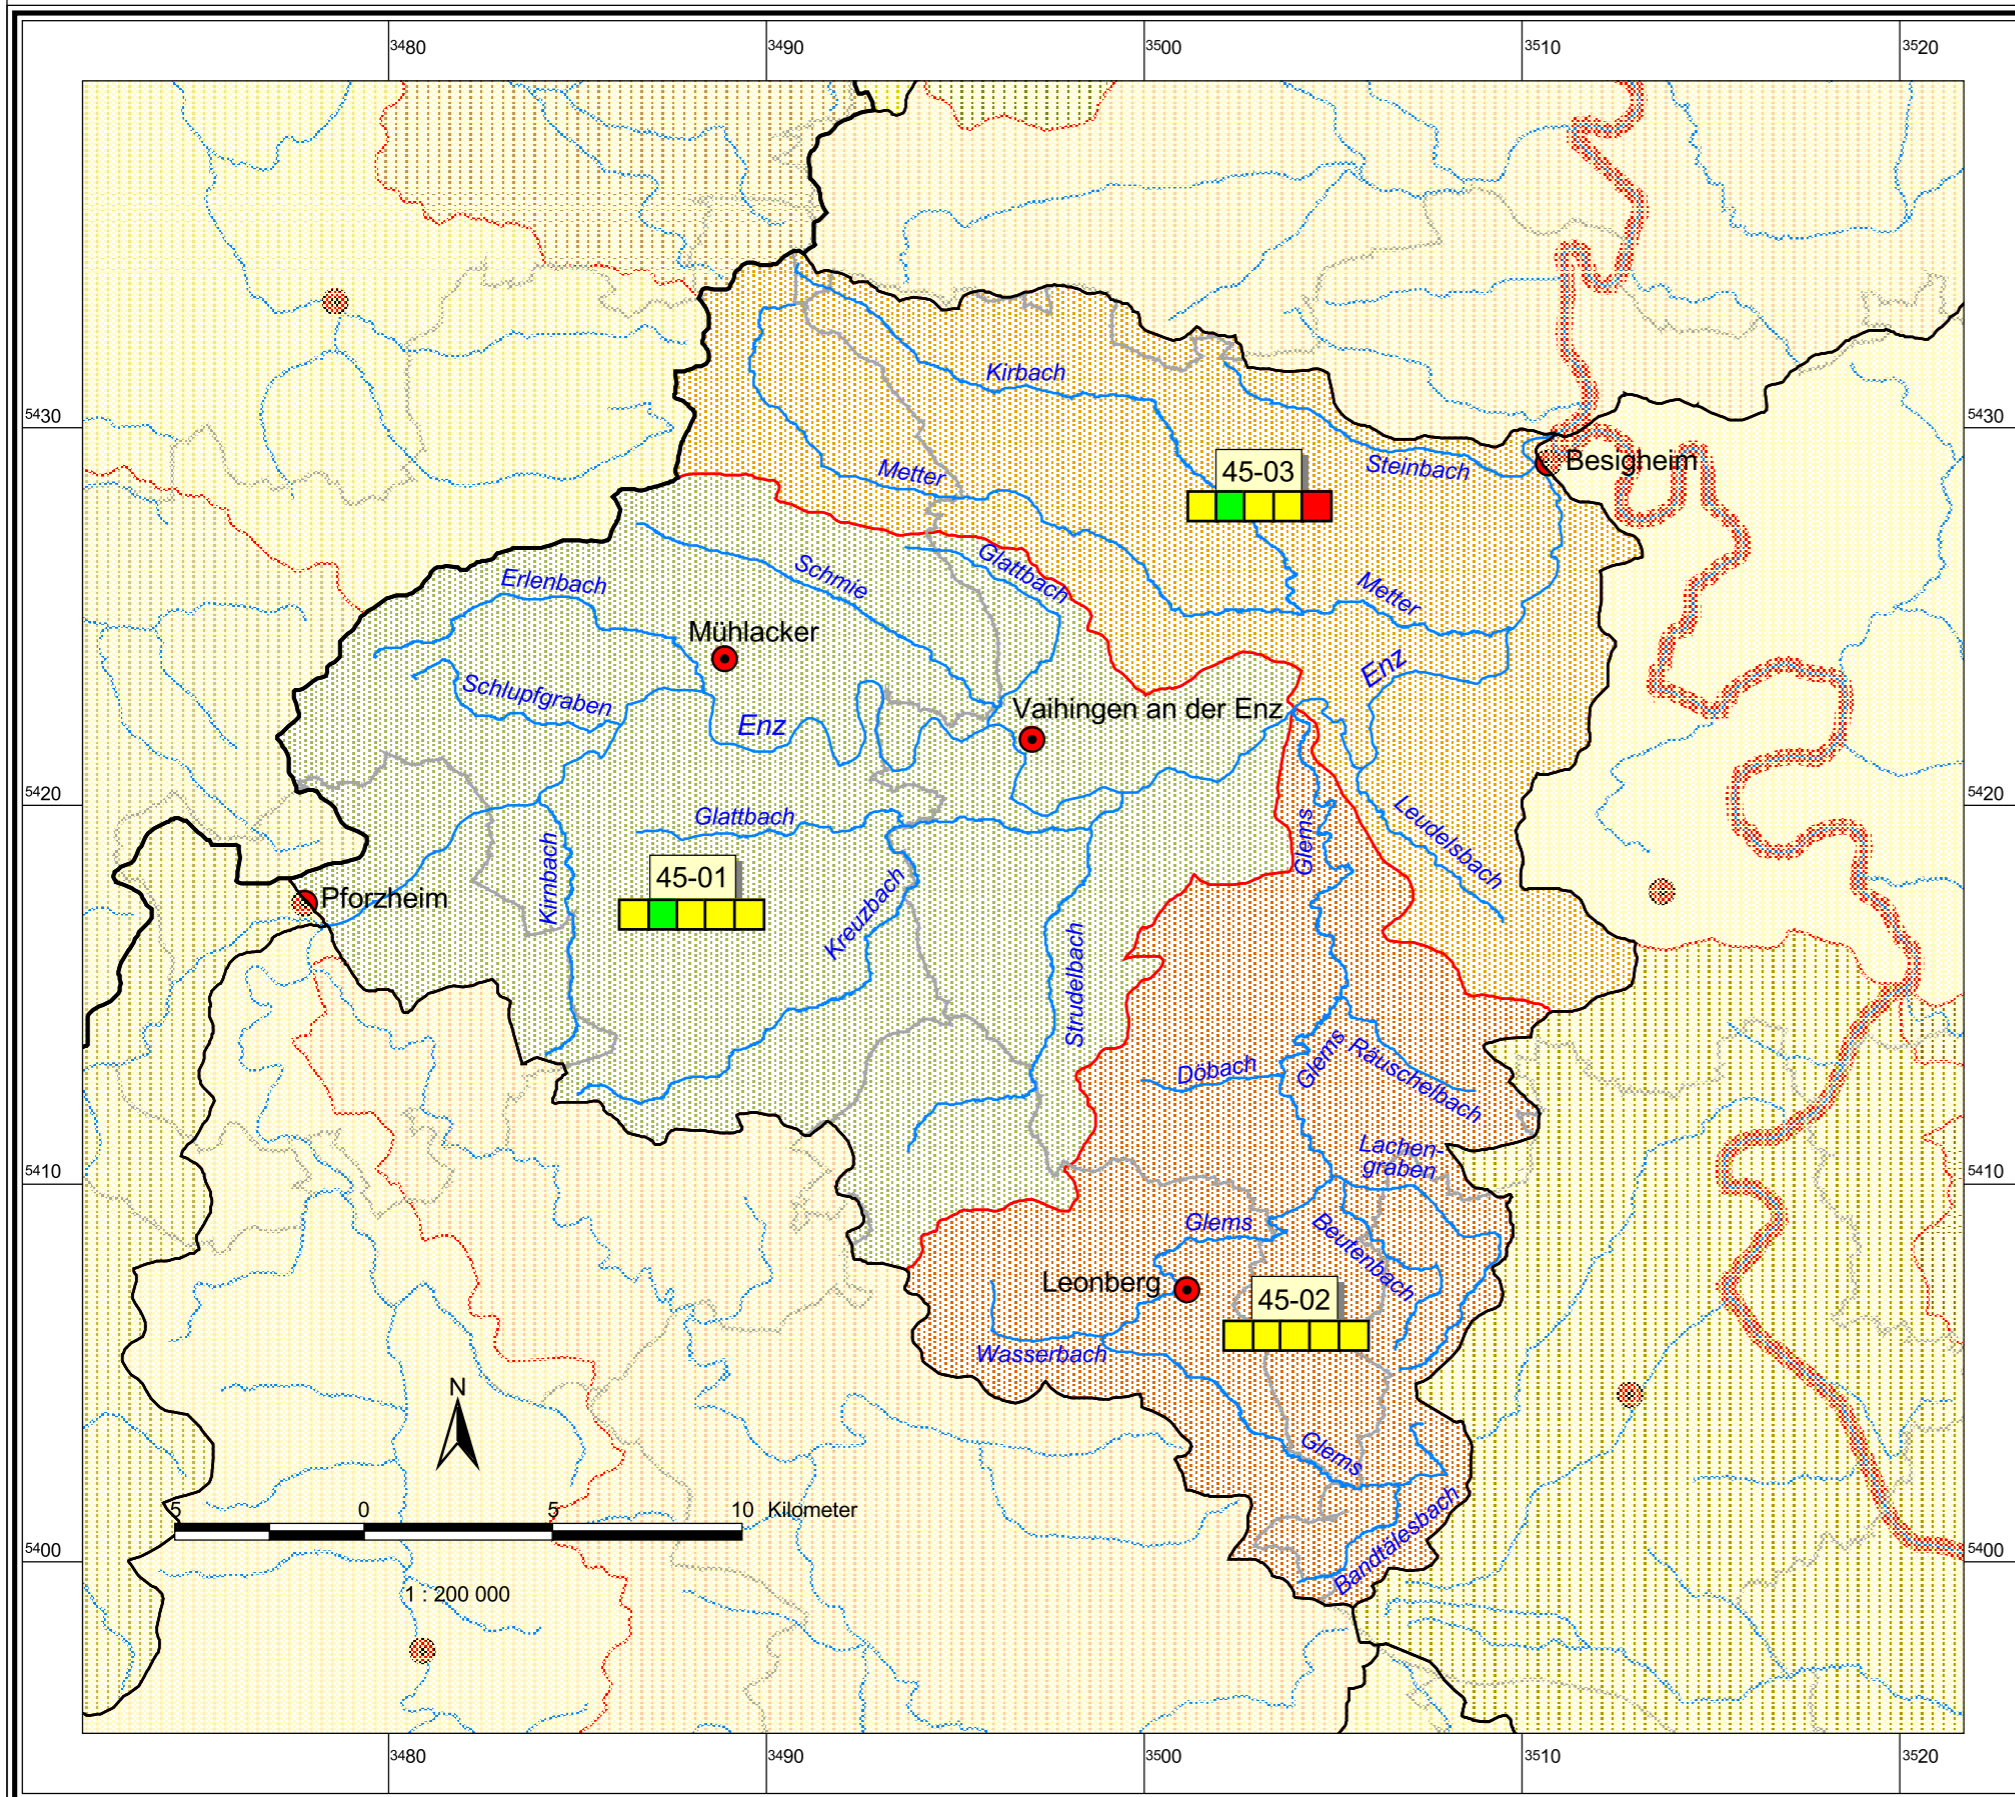 3480
3490
3500
3510
3520
5430
5430
Kirbach
45-03
Steinbach
Besigheim
Metter
Glattbach
Schmie
Erlenbach
Metter
Mühlacker
Enz
Schlupfgraben
Vaihingen an der Enz
Enz
5420
5420
Glattbach
Glems
Leudelsbach
Kirnbach
45-01
Kreuzbach
Pforzheim
Strudelbach
Glems
Räuschelbach
Döbach
Lachen-
graben
5410
5410
Glems
Beutenbach
Leonberg
45-02
Wasserbach
N
Glems
5
0
5
10 Kilometer
Bandtälesbach
5400
5400
1 : 200 000
3480
3490
3500
3510
3520